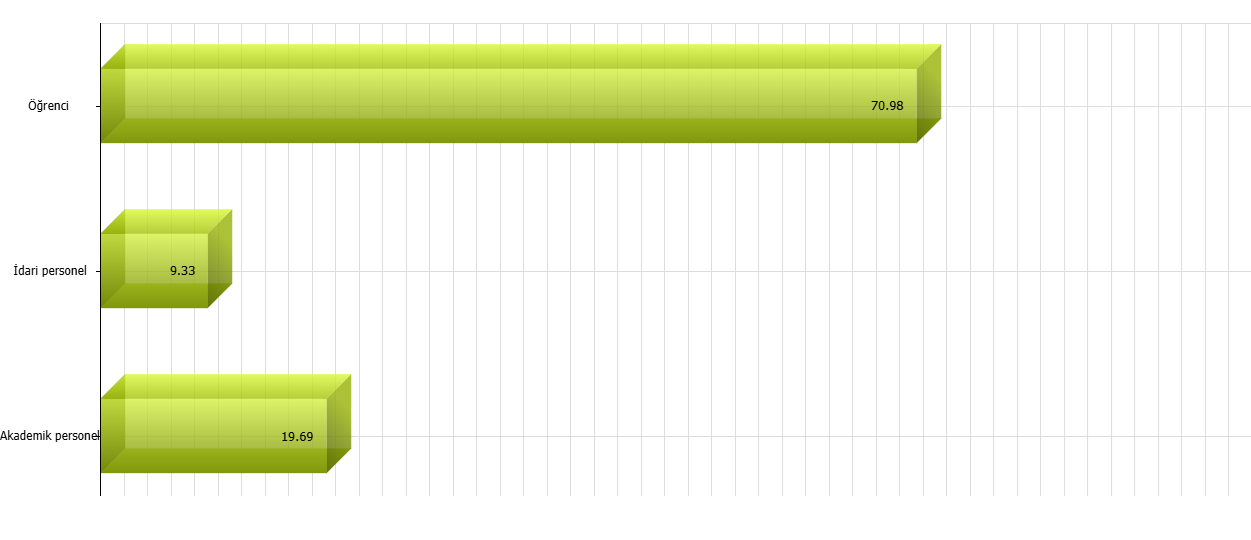 Öğrenci
70.98
İdari personel
9.33
Akademik personel
19.69